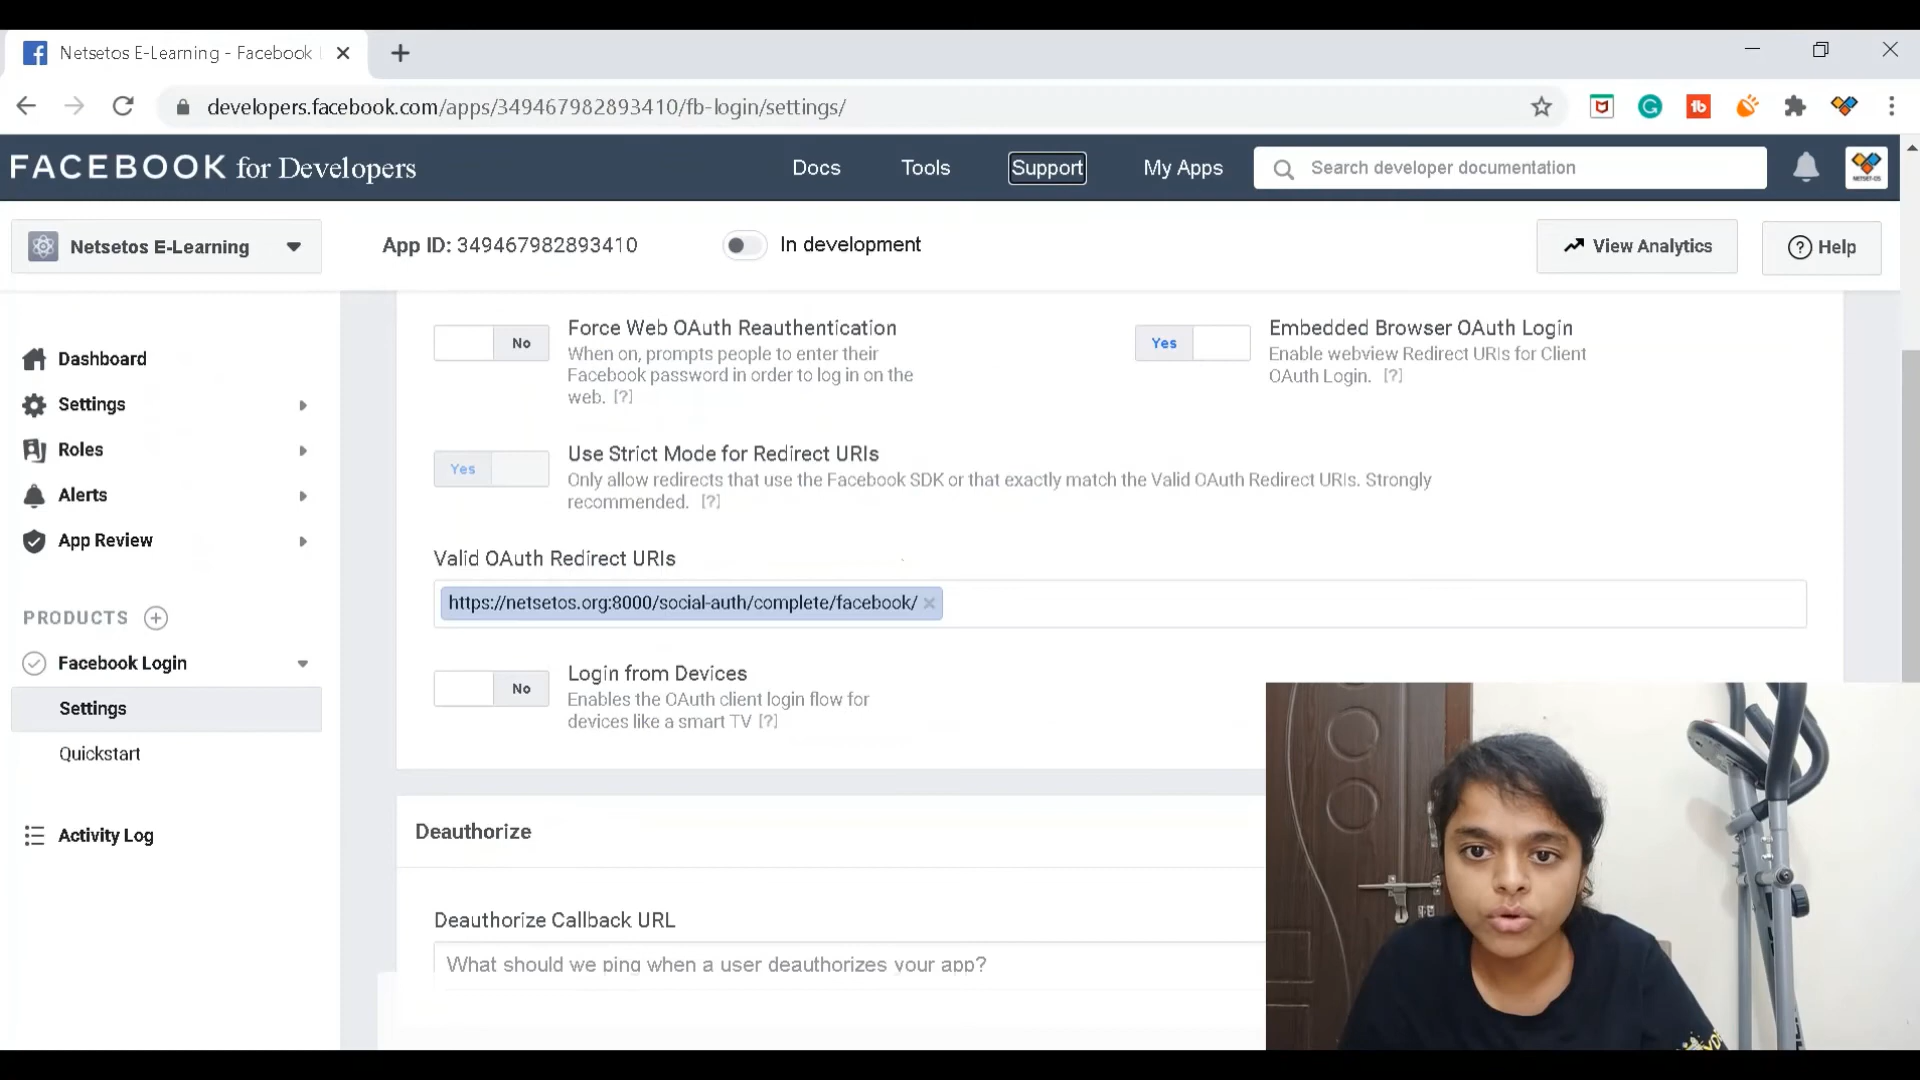 Netsetos E-Learning - Facebook
developers.facebook.com/apps/349467982893410/fb-login/settings/
FACEBOOK for Developers
Docs
Tools
Support
My Apps
Search developer documentation
Netsetos E-Learning
App ID: 349467982893410
In development
View Analytics
Help
Dashboard
Settings
Roles
Alerts
App Review
PRODUCTS
Facebook Login
Settings
Quickstart
Activity Log
No
Force Web OAuth Reauthentication
When on, prompts people to enter their
Facebook password in order to log in on the
web. [?]
Yes
Embedded Browser OAuth Login
Enable webview Redirect URIs for Client
OAuth Login. [?]
Yes
Use Strict Mode for Redirect URIs
Only allow redirects that use the Facebook SDK or that exactly match the Valid OAuth Redirect URIs. Strongly
recommended. [?]
Valid OAuth Redirect URIs
https://netsetos.org:8000/social-auth/complete/facebook/
No
Login from Devices
Enables the OAuth client login flow for
devices like a smart TV [?]
Deauthorize
Deauthorize Callback URL
What should we ping when a user deauthorizes your app?